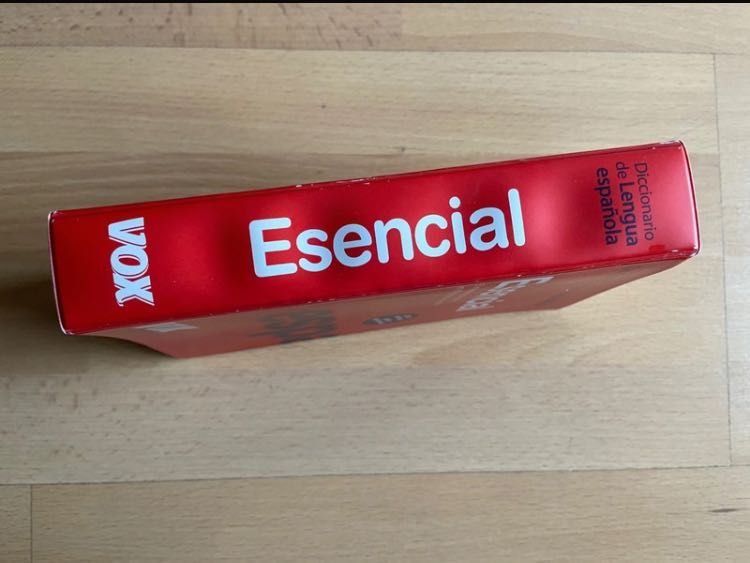 VOX
Esencial
Diccionario
de Lengua
española